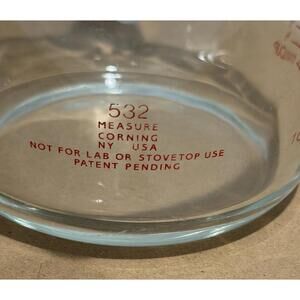 532
MEASURE
CORNING
NY USA
NOT FOR LAB OR STOVETOP USE
PATENT PENDING